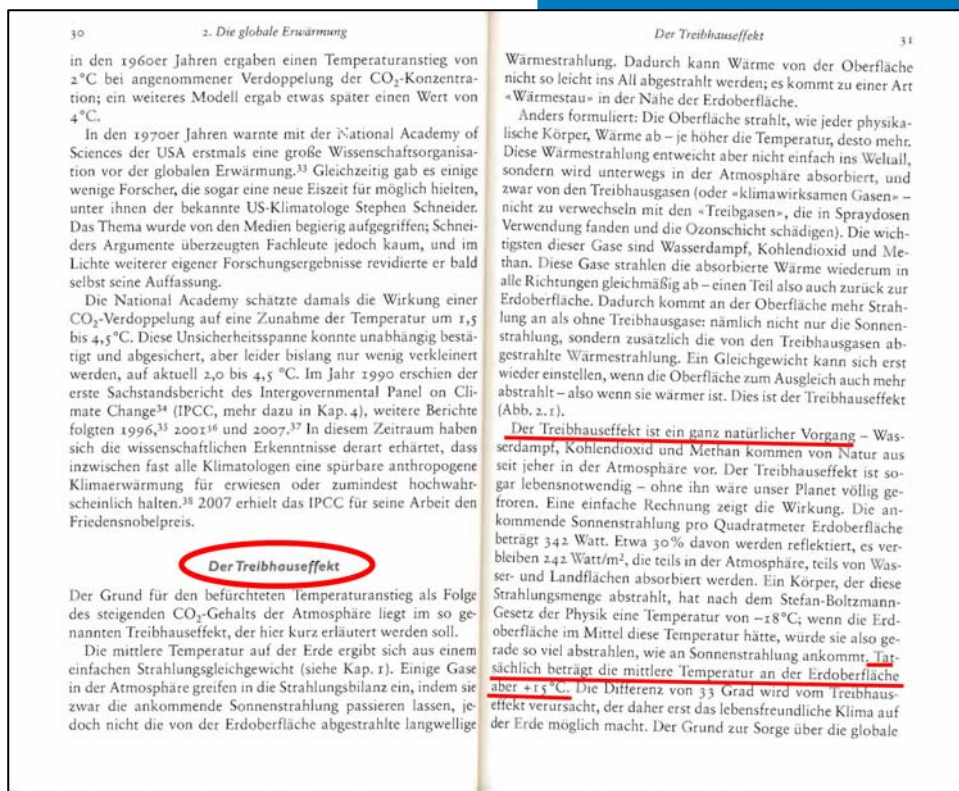 30
2. Die globale Erwärmung
in den 1960er Jahren ergaben einen Temperaturanstieg von
2°C bei angenommener Verdoppelung der CO₂-Konzentra-
tion; ein weiteres Modell ergab etwas später einen Wert von
4°C.
In den 1970er Jahren warnte mit der National Academy of
Sciences der USA erstmals eine große Wissenschaftsorganisa-
tion vor der globalen Erwärmung.³³ Gleichzeitig gab es einige
wenige Forscher, die sogar eine neue Eiszeit für möglich hielten,
unter ihnen der bekannte US-Klimatologe Stephen Schneider.
Das Thema wurde von den Medien begierig aufgegriffen; Schnei-
ders Argumente überzeugten Fachleute jedoch kaum, und im
Lichte weiterer eigener Forschungsergebnisse revidierte er bald
selbst seine Auffassung.
Die National Academy schätzte damals die Wirkung einer
CO₂-Verdoppelung auf eine Zunahme der Temperatur um 1,5
bis 4,5°C. Diese Unsicherheitsspanne konnte unabhängig bestä-
tigt und abgesichert, aber leider bislang nur wenig verkleinert
werden, auf aktuell 2,0 bis 4,5 °C. Im Jahr 1990 erschien der
erste Sachstandsbericht des Intergovernmental Panel on Cli-
mate Change³⁴ (IPCC, mehr dazu in Kap. 4), weitere Berichte
folgten 1996,³⁵ 2001³⁶ und 2007.³⁷ In diesem Zeitraum haben
sich die wissenschaftlichen Erkenntnisse derart erhärtet, dass
inzwischen fast alle Klimatologen eine spürbare anthropogene
Klimaerwärmung für erwiesen oder zumindest hochwahr-
scheinlich halten.³⁸ 2007 erhielt das IPCC für seine Arbeit den
Friedensnobelpreis.
Der Treibhauseffekt
Der Grund für den befürchteten Temperaturanstieg als Folge
des steigenden CO₂-Gehalts der Atmosphäre liegt im so ge-
nannten Treibhauseffekt, der hier kurz erläutert werden soll.
Die mittlere Temperatur auf der Erde ergibt sich aus einem
einfachen Strahlungsgleichgewicht (siehe Kap. 1). Einige Gase
in der Atmosphäre greifen in die Strahlungsbilanz ein, indem sie
zwar die ankommende Sonnenstrahlung passieren lassen, je-
doch nicht die von der Erdoberfläche abgestrahlte langwellige
Der Treibhauseffekt
31
Wärmestrahlung. Dadurch kann Wärme von der Oberfläche
nicht so leicht ins All abgestrahlt werden; es kommt zu einer Art
«Wärmestau» in der Nähe der Erdoberfläche.
Anders formuliert: Die Oberfläche strahlt, wie jeder physika-
lische Körper, Wärme ab – je höher die Temperatur, desto mehr.
Diese Wärmestrahlung entweicht aber nicht einfach ins Weltall,
sondern wird unterwegs in der Atmosphäre absorbiert, und
zwar von den Treibhausgasen (oder «klimawirksamen Gasen» –
nicht zu verwechseln mit den «Treibgasen», die in Spraydosen
Verwendung fanden und die Ozonschicht schädigen). Die wich-
tigsten dieser Gase sind Wasserdampf, Kohlendioxid und Me-
than. Diese Gase strahlen die absorbierte Wärme wiederum in
alle Richtungen gleichmäßig ab – einen Teil also auch zurück zur
Erdoberfläche. Dadurch kommt an der Oberfläche mehr Strah-
lung an als ohne Treibhausgase: nämlich nicht nur die Sonnen-
strahlung, sondern zusätzlich die von den Treibhausgasen ab-
gestrahlte Wärmestrahlung. Ein Gleichgewicht kann sich erst
wieder einstellen, wenn die Oberfläche zum Ausgleich auch mehr
abstrahlt – also wenn sie wärmer ist. Dies ist der Treibhauseffekt
(Abb. 2.1).
Der Treibhauseffekt ist ein ganz natürlicher Vorgang – Was-
serdampf, Kohlendioxid und Methan kommen von Natur aus
seit jeher in der Atmosphäre vor. Der Treibhauseffekt ist so-
gar lebensnotwendig – ohne ihn wäre unser Planet völlig ge-
froren. Eine einfache Rechnung zeigt die Wirkung. Die an-
kommende Sonnenstrahlung pro Quadratmeter Erdoberfläche
beträgt 342 Watt. Etwa 30% davon werden reflektiert, es ver-
bleiben 242 Watt/m², die teils in der Atmosphäre, teils von Was-
ser- und Landflächen absorbiert werden. Ein Körper, der diese
Strahlungsmenge abstrahlt, hat nach dem Stefan-Boltzmann-
Gesetz der Physik eine Temperatur von –18°C; wenn die Erd-
oberfläche im Mittel diese Temperatur hätte, würde sie also ge-
rade so viel abstrahlen, wie an Sonnenstrahlung ankommt. Tat-
sächlich beträgt die mittlere Temperatur an der Erdoberfläche
aber +15°C. Die Differenz von 33 Grad wird vom Treibhaus-
effekt verursacht, der daher erst das lebensfreundliche Klima auf
der Erde möglich macht. Der Grund zur Sorge über die globale